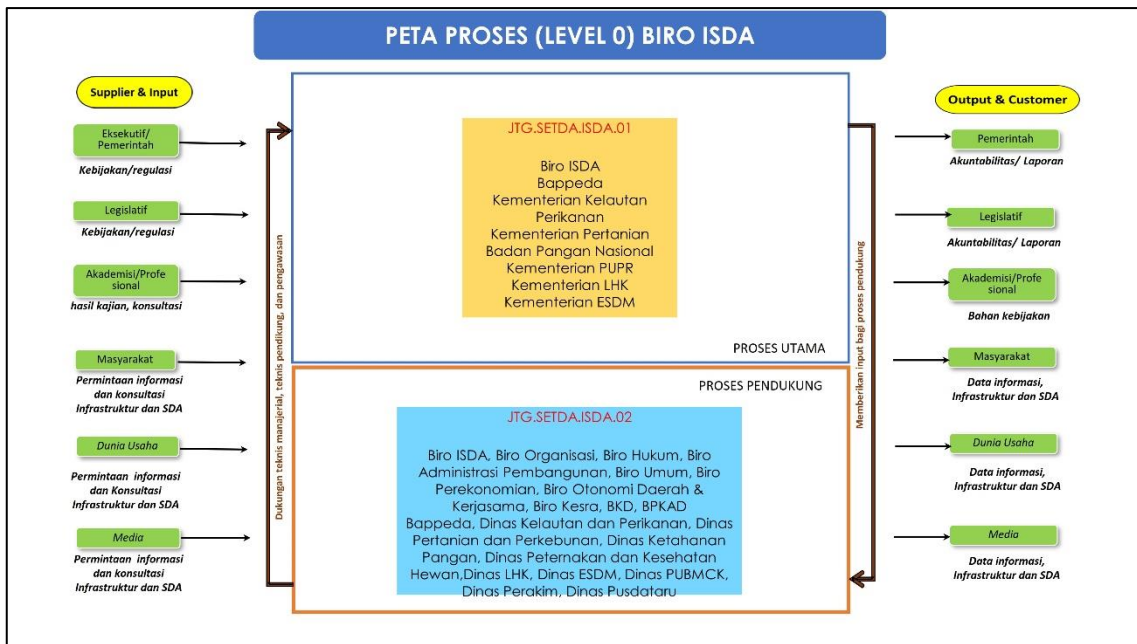 PETA PROSES (LEVEL 0) BIRO ISDA
Supplier & Input
Eksekutif/
Pemerintah
Kebijakan/regulasi
Legislatif
Kebijakan/regulasi
Akademisi/Profe
sional
hasil kajian, konsultasi
Masyarakat
Permintaan informasi
dan konsultasi
Infrastruktur dan SDA
Dunia Usaha
Permintaan informasi
dan Konsultasi
Infrastruktur dan SDA
Media
Permintaan informasi
dan konsultasi
Infrastruktur dan SDA
Dukungan teknis manajerial, teknis pendikung, dan pengawasan
JTG.SETDA.ISDA.01
Biro ISDA
Bappeda
Kementerian Kelautan
Perikanan
Kementerian Pertanian
Badan Pangan Nasional
Kementerian PUPR
Kementerian LHK
Kementerian ESDM
PROSES UTAMA
PROSES PENDUKUNG
JTG.SETDA.ISDA.02
Biro ISDA, Biro Organisasi, Biro Hukum, Biro
Administrasi Pembangunan, Biro Umum, Biro
Perekonomian, Biro Otonomi Daerah &
Kerjasama, Biro Kesra, BKD, BPKAD
Bappeda, Dinas Kelautan dan Perikanan, Dinas
Pertanian dan Perkebunan, Dinas Ketahanan
Pangan, Dinas Peternakan dan Kesehatan
Hewan,Dinas LHK, Dinas ESDM, Dinas PUBMCK,
Dinas Perakim, Dinas Pusdataru
Memberikan input bagi proses pendukung
Output & Customer
Pemerintah
Akuntabilitas/ Laporan
Legislatif
Akuntabilitas/ Laporan
Akademisi/Profe
sional
Bahan kebijakan
Masyarakat
Data informasi,
Infrastruktur dan SDA
Dunia Usaha
Data informasi,
Infrastruktur dan SDA
Media
Data informasi,
Infrastruktur dan SDA